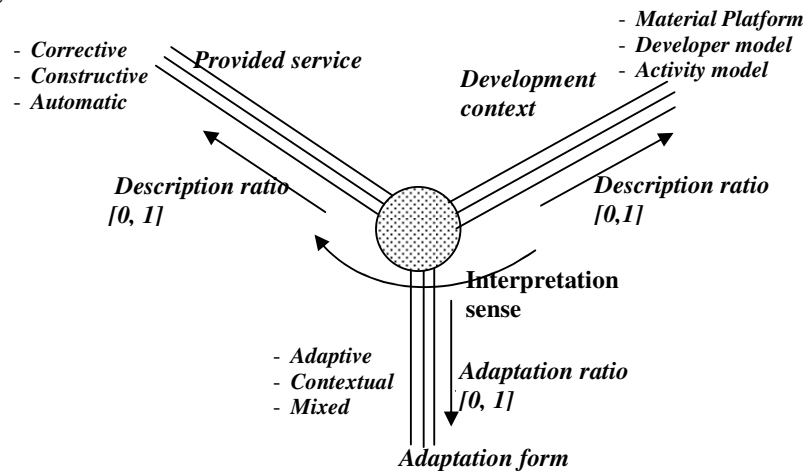 - Corrective
- Constructive
- Automatic
Provided service
Development
context
- Material Platform
- Developer model
- Activity model
Description ratio
[0, 1]
Description ratio
[0,1]
Interpretation
sense
- Adaptive
- Contextual
- Mixed
Adaptation ratio
[0, 1]
Adaptation form